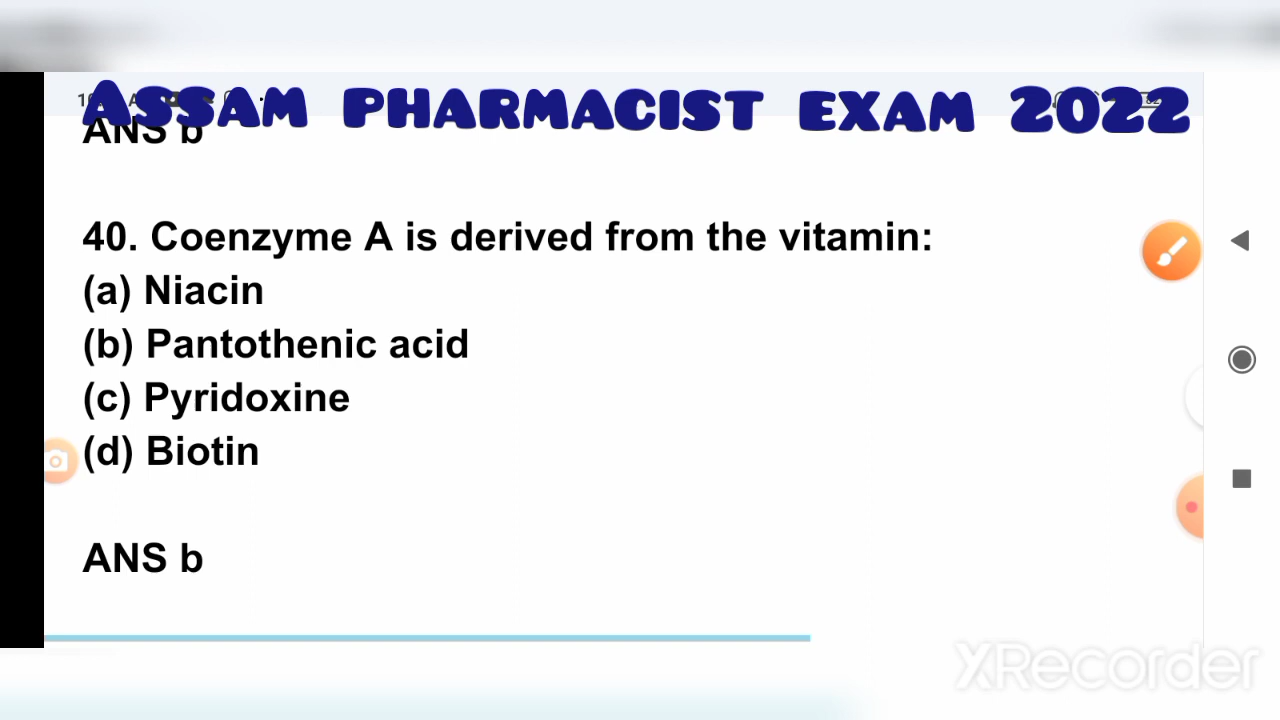 ASSAM PHARMACIST EXAM 2022
ANS b
40. Coenzyme A is derived from the vitamin:
(a) Niacin
(b) Pantothenic acid
(c) Pyridoxine
(d) Biotin
ANS b
XRecorder